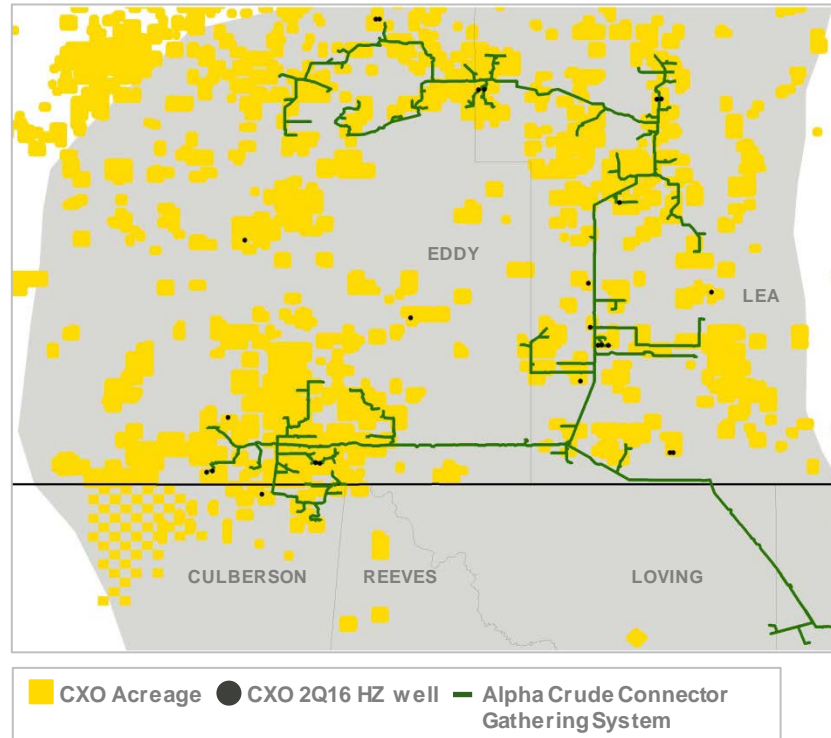 EDDY
LEA
CULBERSON REEVES LOVING
CXO Acreage CXO 2Q16 HZ well Alpha Crude Connector
Gathering System